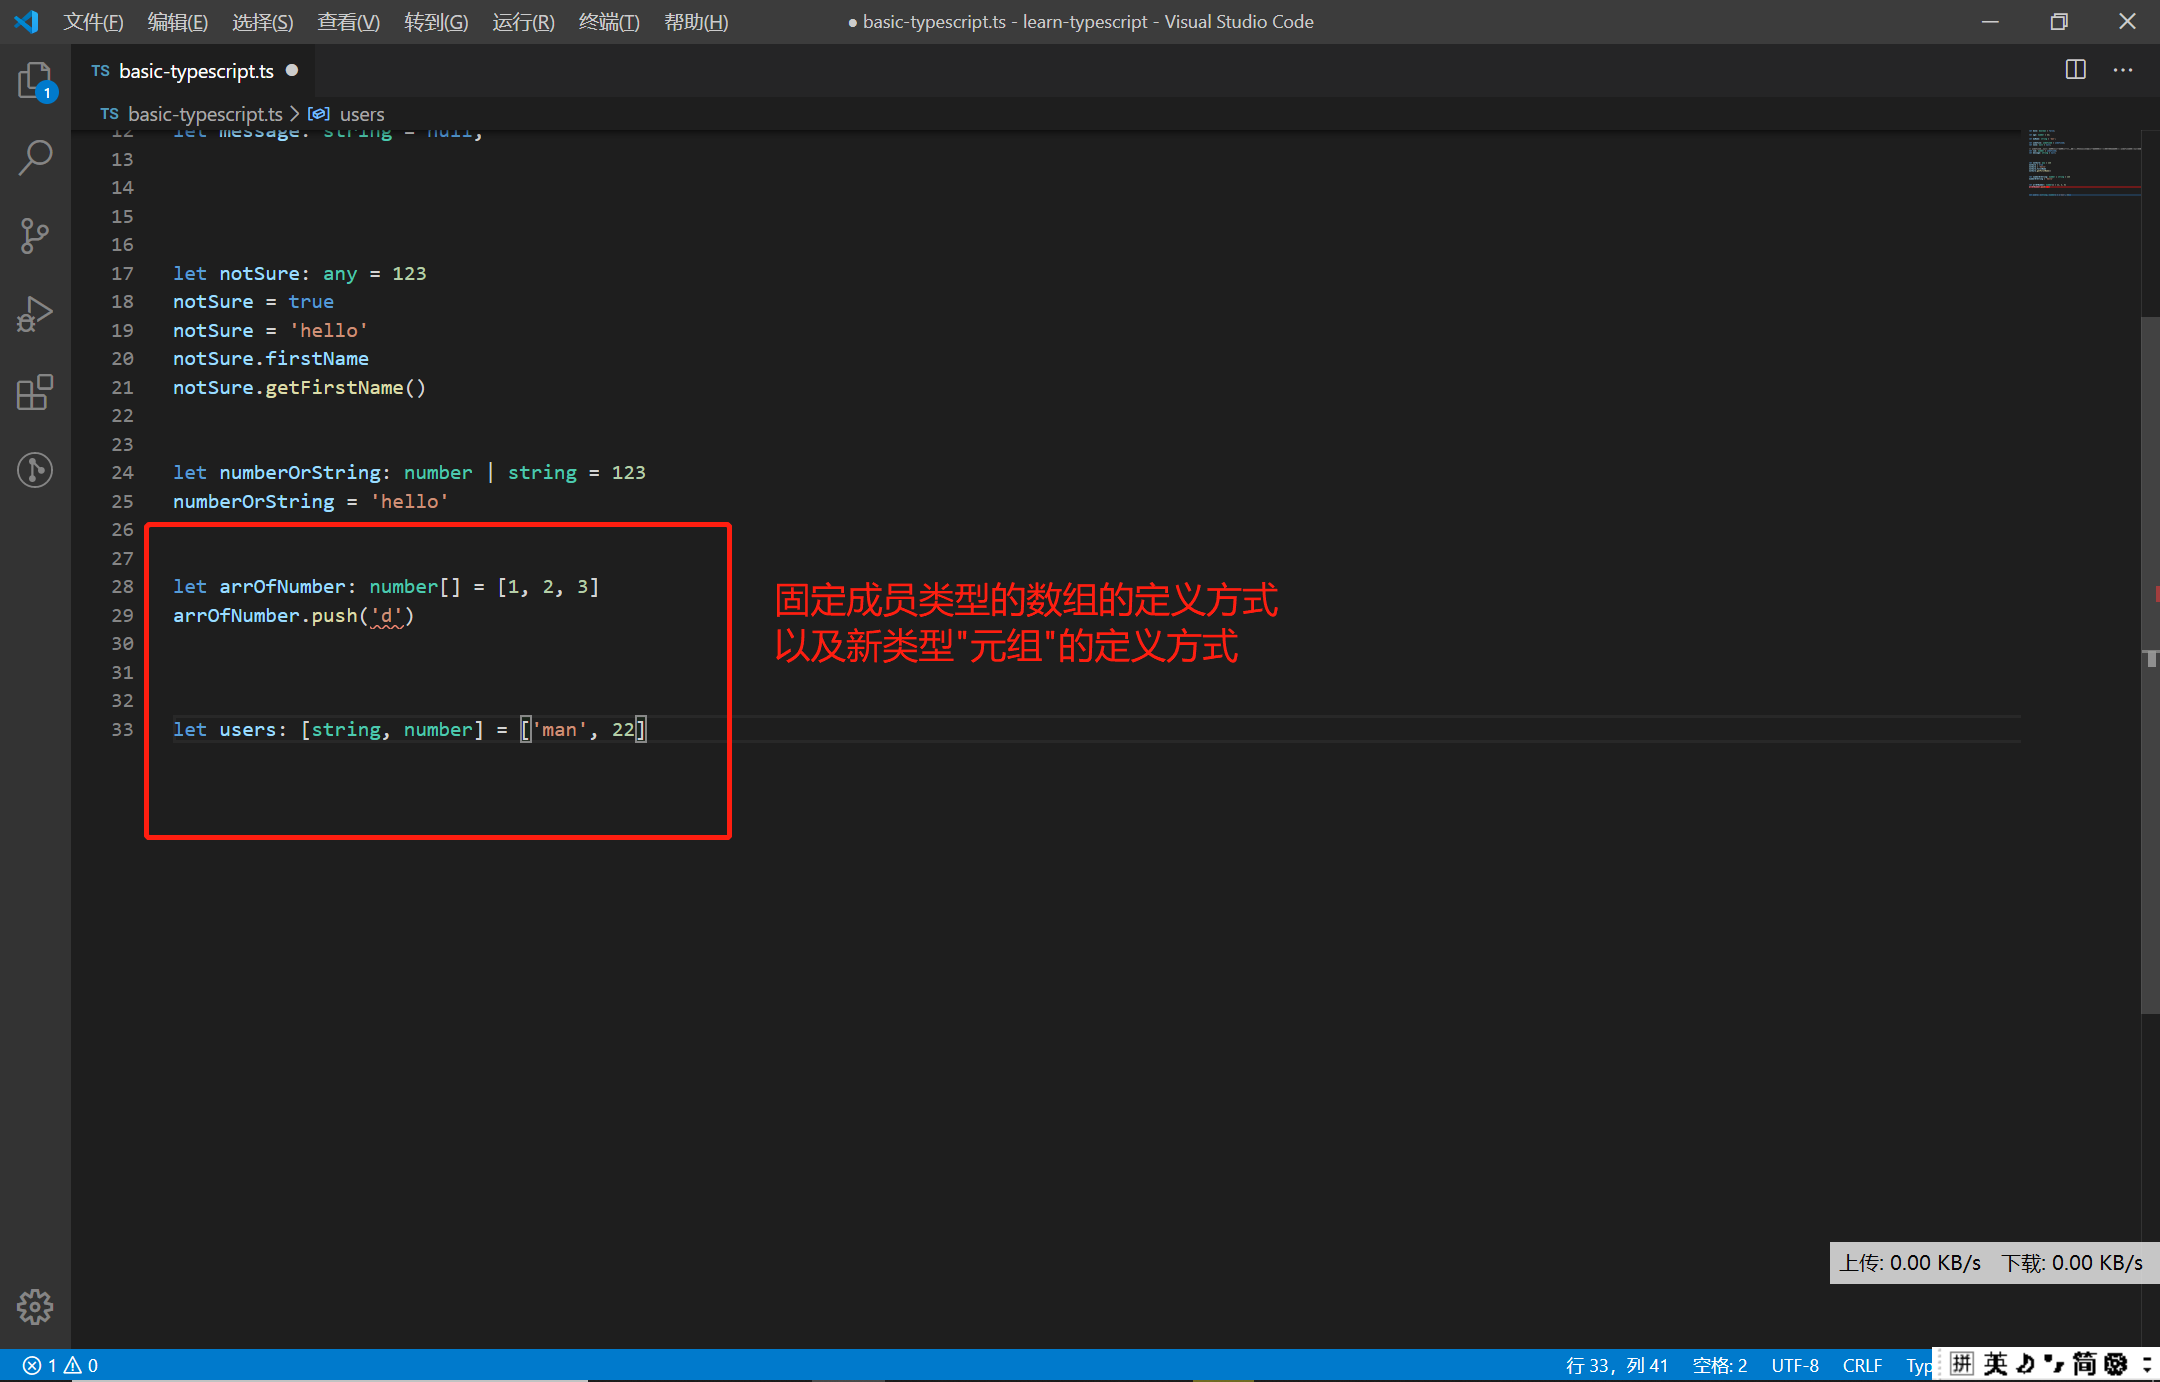 文件(F) 编辑(E) 选择(S) 查看(V) 转到(G) 运行(R) 终端(T) 帮助(H) ● basic-typescript.ts - learn-typescript - Visual Studio Code
TS basic-typescript.ts ●
1
TS basic-typescript.ts > users
12 let message: string = null;
13
14
15
16
17 let notSure: any = 123
18 notSure = true
19 notSure = 'hello'
20 notSure.firstName
21 notSure.getFirstName()
22
23
24 let numberOrString: number | string = 123
25 numberOrString = 'hello'
26
27
28 let arrOfNumber: number[] = [1, 2, 3]
29 arrOfNumber.push('d')
30
31
32
33 let users: [string, number] = ['man', 22]
固定成员类型的数组的定义方式
以及新类型"元组"的定义方式
上传: 0.00 KB/s 下载: 0.00 KB/s
1 0 行 33，列 41 空格: 2 UTF-8 CRLF Typ 拼 英 简